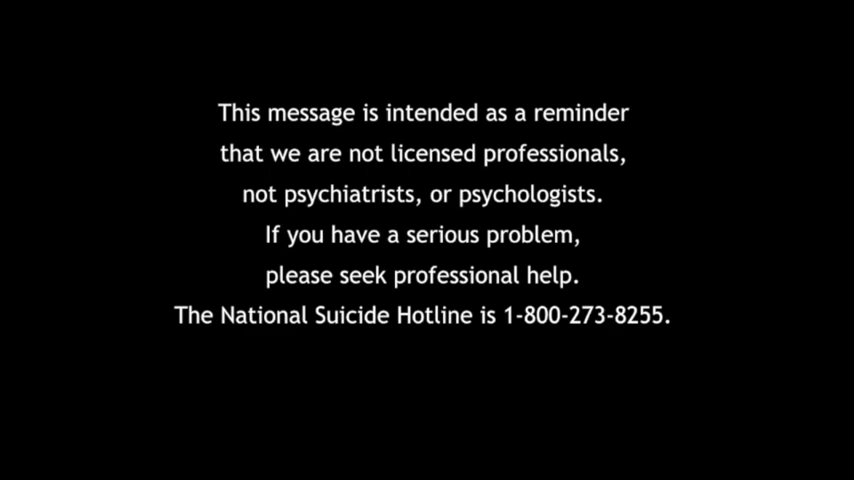 This message is intended as a reminder
that we are not licensed professionals,
not psychiatrists, or psychologists.
If you have a serious problem,
please seek professional help.
The National Suicide Hotline is 1-800-273-8255.